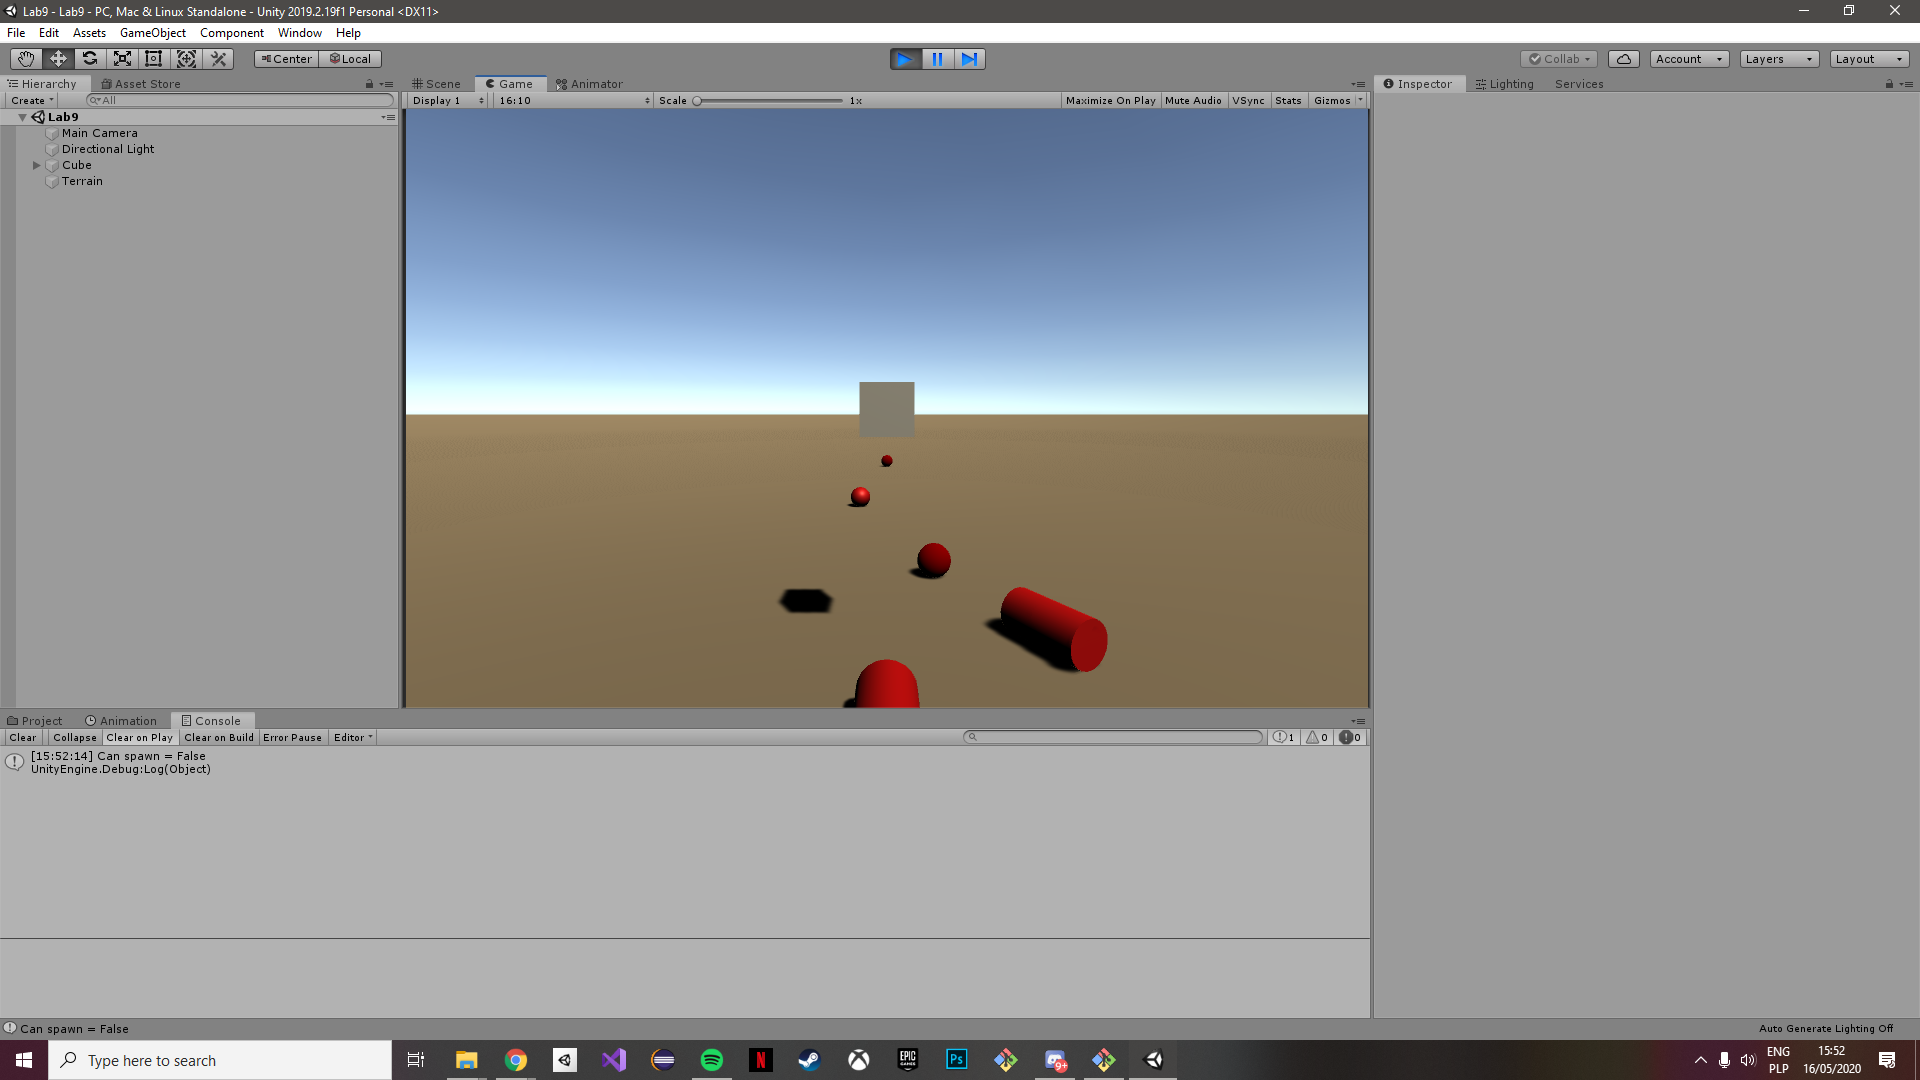 Lab9 - Lab9 - PC, Mac & Linux Standalone - Unity 2019.2.19f1 Personal <DX11>
File Edit Assets GameObject Component Window Help
Center Local Collab Account Layers Layout
Hierarchy Asset Store Scene Game Animator Inspector Lighting Services
Create All Display 1 16:10 Scale 1x Maximize On Play Mute Audio VSync Stats Gizmos
Lab9
Main Camera
Directional Light
Cube
Terrain
Project Animation Console
Clear Collapse Clear on Play Clear on Build Error Pause Editor 1 0 0
[15:52:14] Can spawn = False
UnityEngine.Debug:Log(Object)
Can spawn = False
Auto Generate Lighting Off
Type here to search
EPIC GAMES
Ps
N
9+
ENG
PLP
15:52
16/05/2020